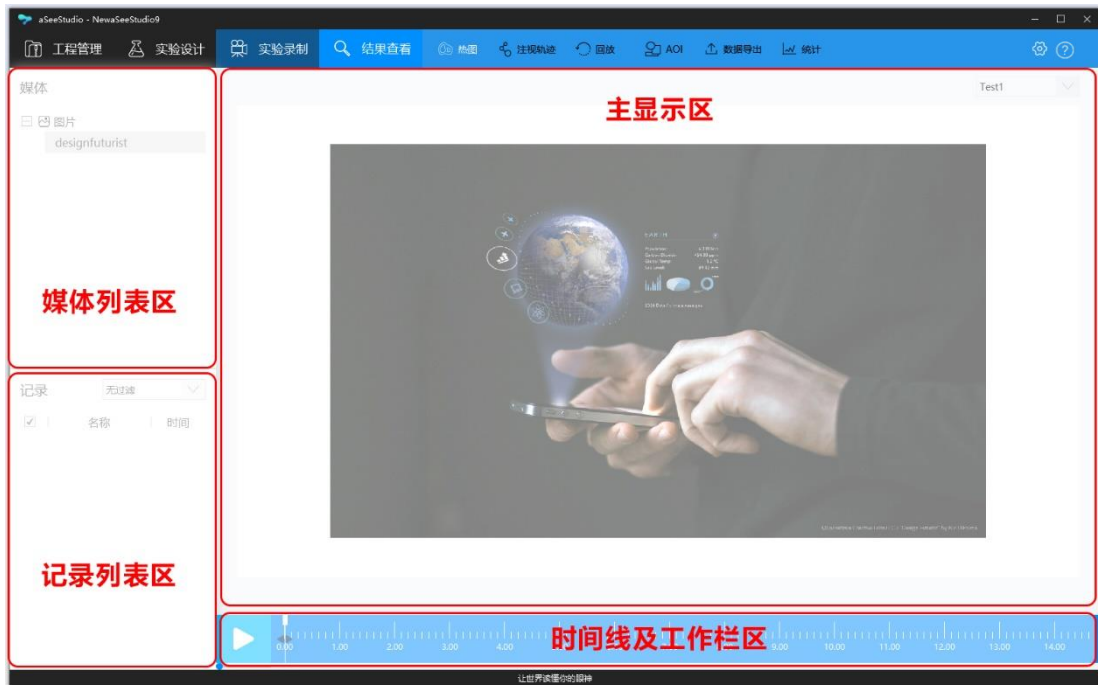 aSeeStudio - NewaSeeStudio9
工程管理 实验设计 实验录制 结果查看 热图 注视轨迹 回放 AOI 数据导出 统计
媒体
图片
designfuturist
媒体列表区
Test1
主显示区
记录 无过滤
名称 时间
记录列表区
时间线及工作栏区
0.00 1.00 2.00 3.00 4.00 9.00 10.00 11.00 12.00 13.00 14.00
让世界读懂你的眼神